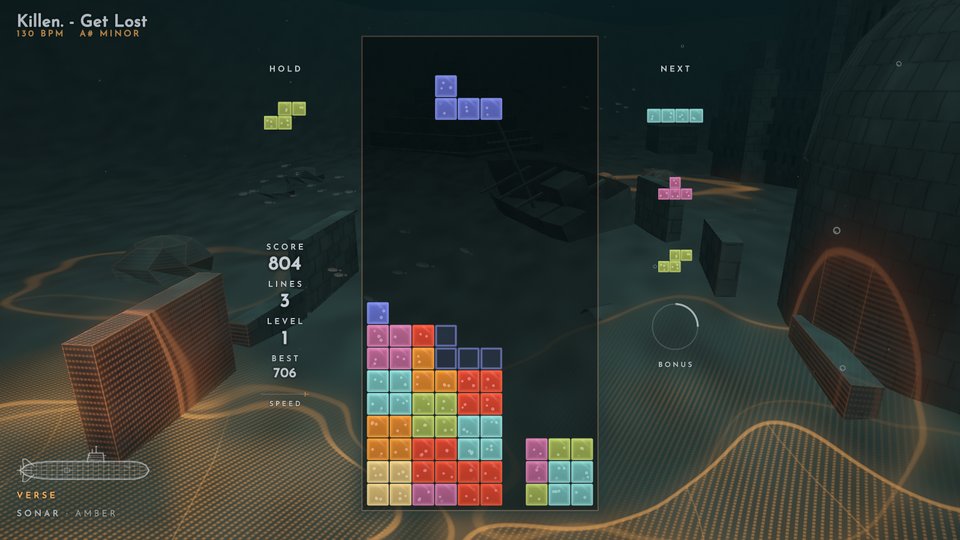 Killen. - Get Lost
130 BPM A# MINOR
HOLD
NEXT
SCORE
804
LINES
3
LEVEL
1
BEST
706
SPEED
BONUS
VERSE
SONAR · AMBER